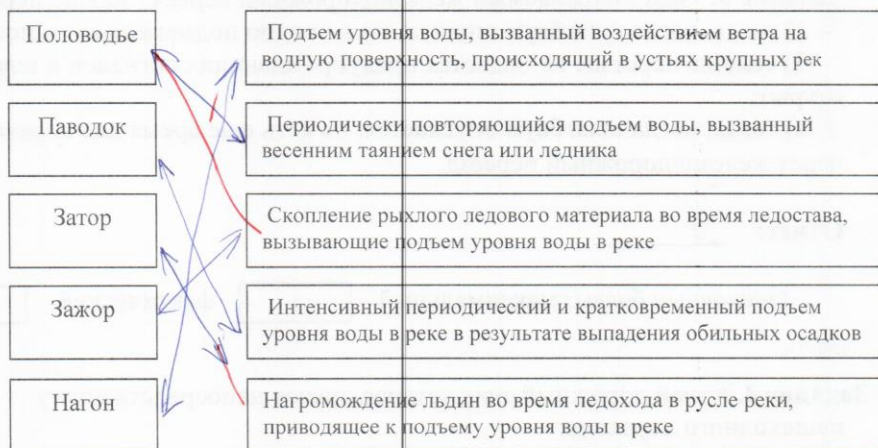 Половодье
Подъем уровня воды, вызванный воздействием ветра на
водную поверхность, происходящий в устьях крупных рек
Паводок
Периодически повторяющийся подъем воды, вызванный
весенним таянием снега или ледника
Затор
Скопление рыхлого ледового материала во время ледостава,
вызывающие подъем уровня воды в реке
Зажор
Интенсивный периодический и кратковременный подъем
уровня воды в реке в результате выпадения обильных осадков
Нагон
Нагромождение льдин во время ледохода в русле реки,
приводящее к подъему уровня воды в реке